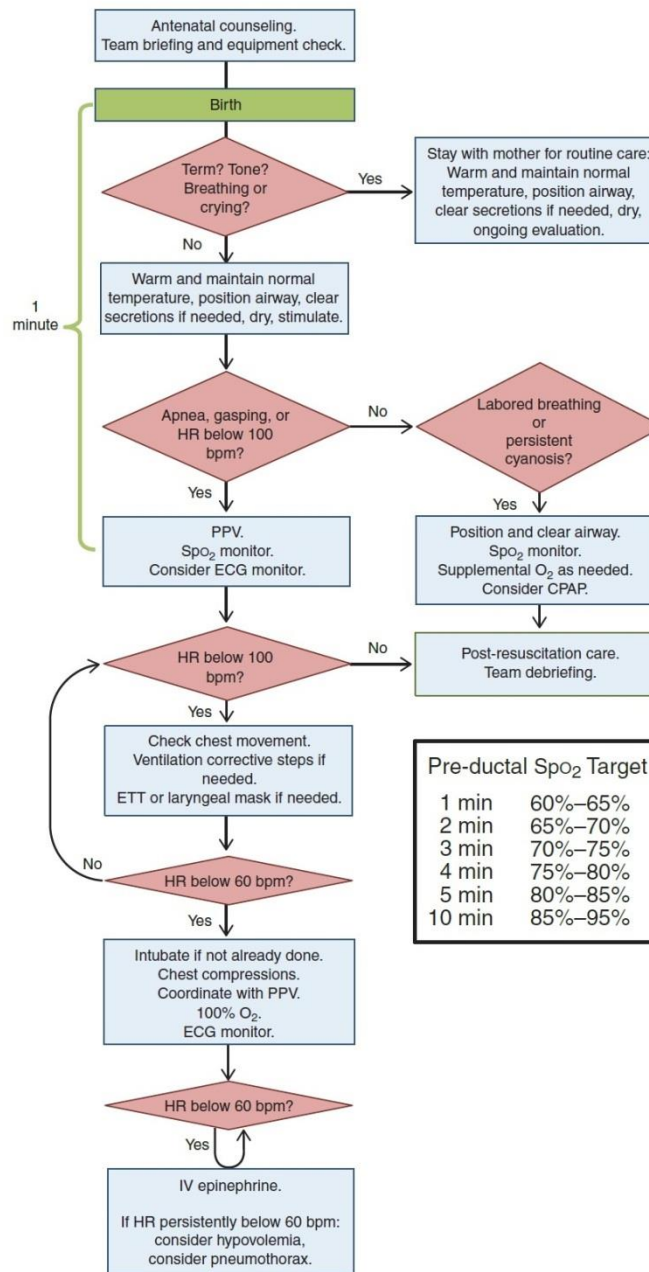 Antenatal counseling.
Team briefing and equipment check.
Birth
Term? Tone?
Breathing or
crying?
Yes
Stay with mother for routine care:
Warm and maintain normal
temperature, position airway,
clear secretions if needed, dry,
ongoing evaluation.
No
1
minute
Warm and maintain normal
temperature, position airway, clear
secretions if needed, dry, stimulate.
Apnea, gasping, or
HR below 100
bpm?
No
Labored breathing
or
persistent
cyanosis?
Yes
Yes
PPV.
SpO₂ monitor.
Consider ECG monitor.
Position and clear airway.
SpO₂ monitor.
Supplemental O₂ as needed.
Consider CPAP.
HR below 100
bpm?
No
Post-resuscitation care.
Team debriefing.
Yes
Check chest movement.
Ventilation corrective steps if
needed.
ETT or laryngeal mask if needed.
No
HR below 60 bpm?
Yes
Pre-ductal SpO₂ Target
1 min 60%–65%
2 min 65%–70%
3 min 70%–75%
4 min 75%–80%
5 min 80%–85%
10 min 85%–95%
Intubate if not already done.
Chest compressions.
Coordinate with PPV.
100% O₂.
ECG monitor.
HR below 60 bpm?
Yes
IV epinephrine.
If HR persistently below 60 bpm:
consider hypovolemia,
consider pneumothorax.